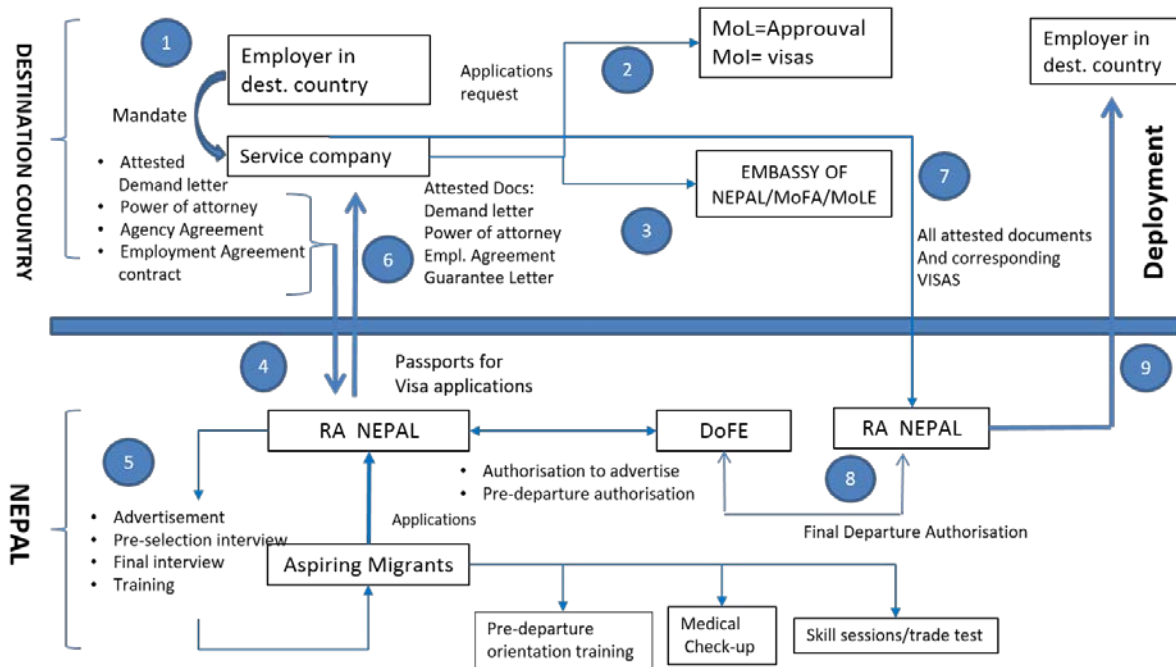 DESTINATION COUNTRY
1
Employer in
dest. country
Mandate
Service company
• Attested
Demand letter
• Power of attorney
• Agency Agreement
• Employment Agreement
contract
Applications
request
2
MoL=Approuval
MoI= visas
3
EMBASSY OF
NEPAL/MoFA/MoLE
Attested Docs:
Demand letter
Power of attorney
Empl. Agreement
Guarantee Letter
6
7
All attested documents
And corresponding
VISAS
Employer in
dest. country
Deployment
4
Passports for
Visa applications
9
NEPAL
RA NEPAL
DoFE
RA NEPAL
5
• Advertisement
• Pre-selection interview
• Final interview
• Training
• Authorisation to advertise
• Pre-departure authorisation
8
Final Departure Authorisation
Applications
Aspiring Migrants
Pre-departure
orientation training
Medical
Check-up
Skill sessions/trade test